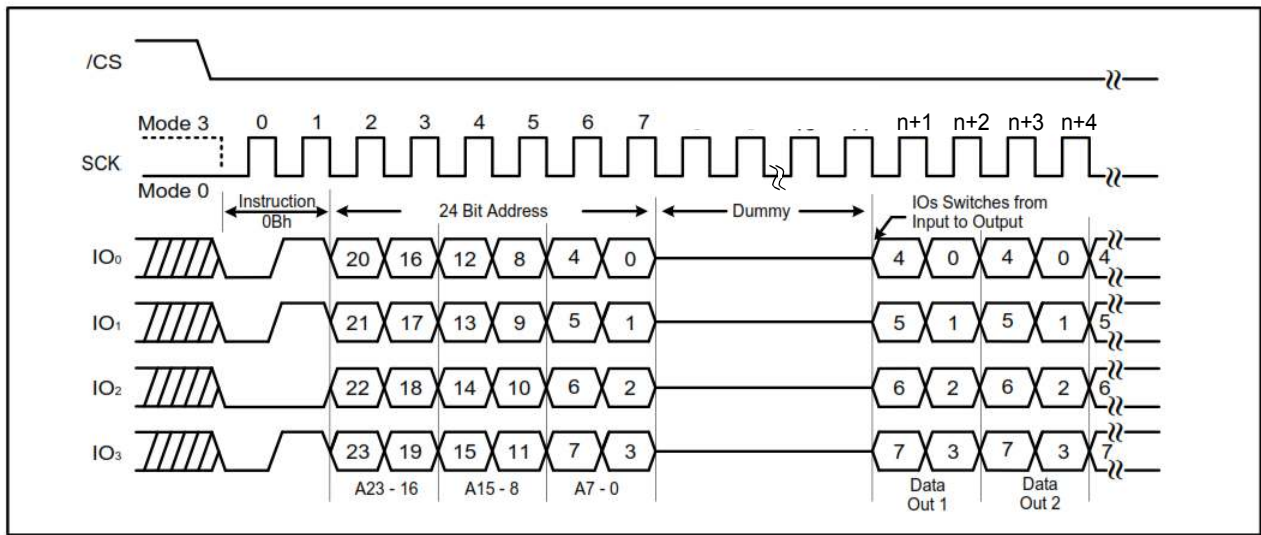 /CS
Mode 3 0 1 2 3 4 5 6 7 n+1 n+2 n+3 n+4
SCK
Mode 0
Instruction
0Bh
24 Bit Address
Dummy
IOs Switches from
Input to Output
IO0 20 16 12 8 4 0 4 0 4 0 4
IO1 21 17 13 9 5 1 5 1 5 1 5
IO2 22 18 14 10 6 2 6 2 6 2 6
IO3 23 19 15 11 7 3 7 3 7 3 7
A23 - 16 A15 - 8 A7 - 0
Data
Out 1
Data
Out 2